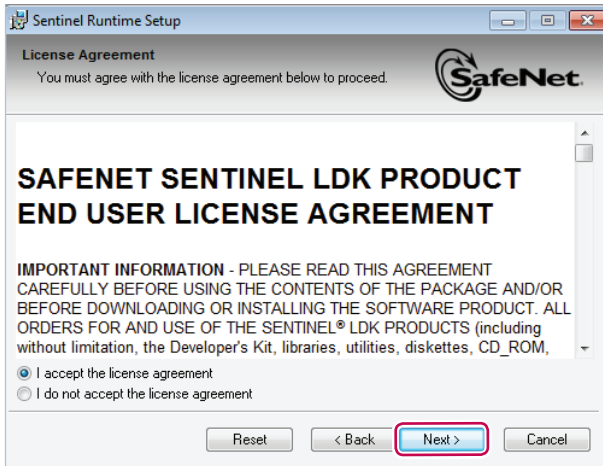 Sentinel Runtime Setup
License Agreement
You must agree with the license agreement below to proceed.
SafeNet.
SAFENET SENTINEL LDK PRODUCT
END USER LICENSE AGREEMENT
IMPORTANT INFORMATION - PLEASE READ THIS AGREEMENT
CAREFULLY BEFORE USING THE CONTENTS OF THE PACKAGE AND/OR
BEFORE DOWNLOADING OR INSTALLING THE SOFTWARE PRODUCT. ALL
ORDERS FOR AND USE OF THE SENTINEL® LDK PRODUCTS (including
without limitation, the Developer's Kit, libraries, utilities, diskettes, CD_ROM,
I accept the license agreement
I do not accept the license agreement
Reset
< Back
Next >
Cancel